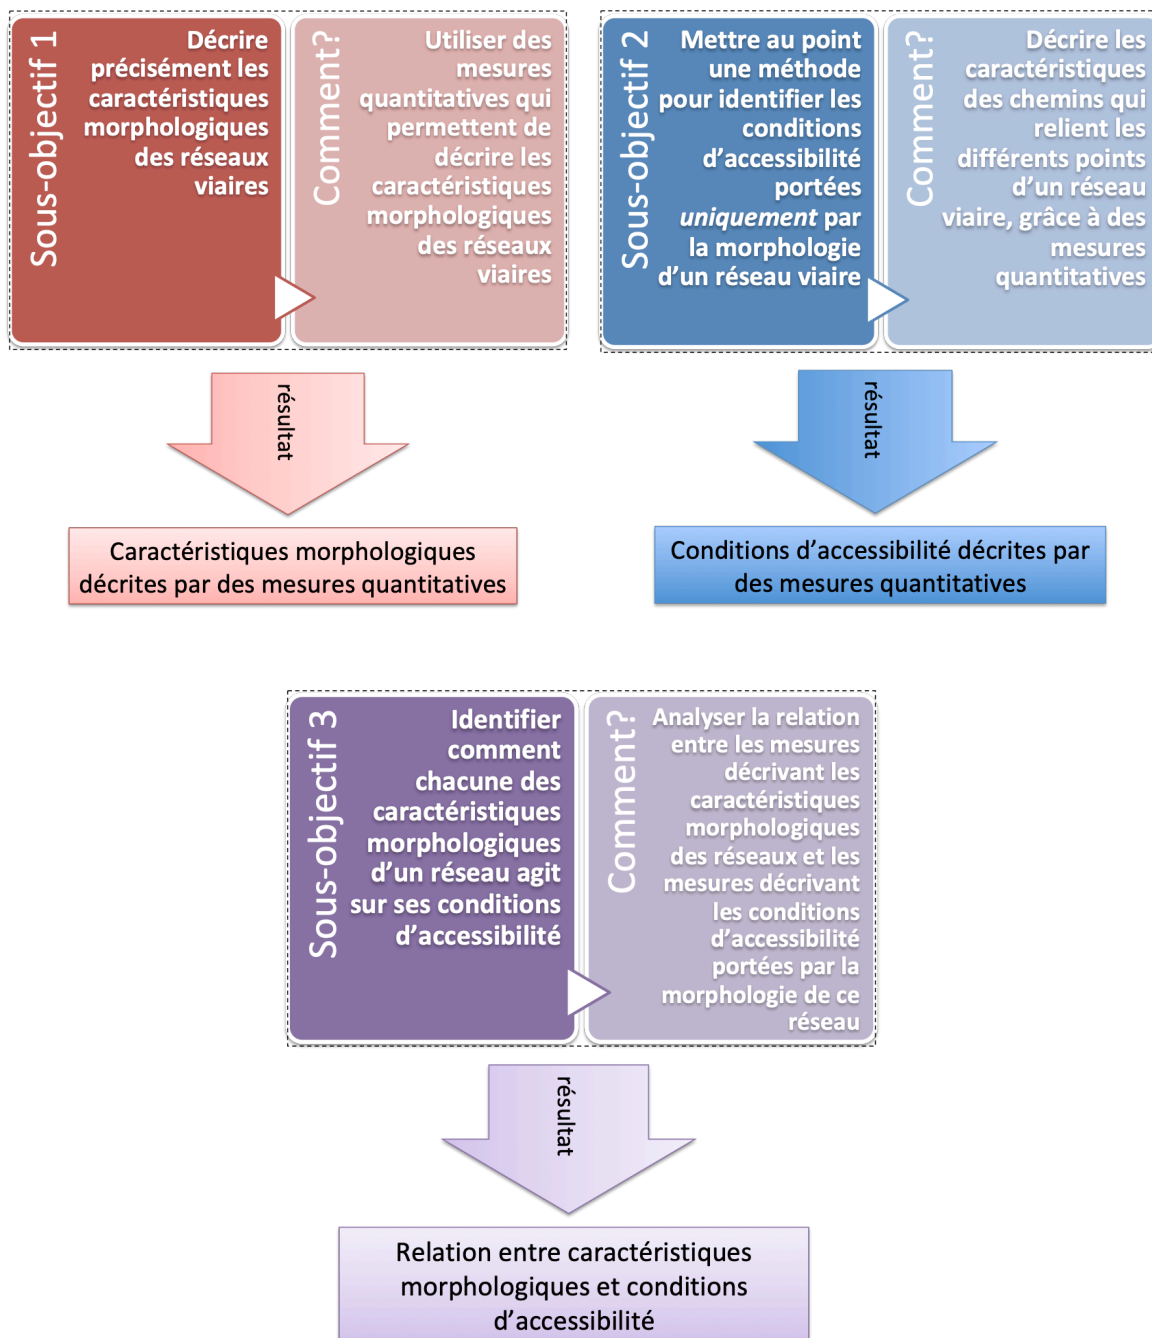 Sous-objectif 1
Décrire
précisément les
caractéristiques
morphologiques
des réseaux
viaires
Comment?
Utiliser des
mesures
quantitatives qui
permettent de
décrire les
caractéristiques
morphologiques
des réseaux
viaires
résultat
Caractéristiques morphologiques
décrites par des mesures quantitatives
Sous-objectif 2
Mettre au point
une méthode
pour identifier les
conditions
d’accessibilité
portées
uniquement par
la morphologie
d’un réseau viaire
Comment?
Décrire les
caractéristiques
des chemins qui
relient les
différents points
d’un réseau
viaire, grâce à des
mesures
quantitatives
résultat
Conditions d’accessibilité décrites par
des mesures quantitatives
Sous-objectif 3
Identifier
comment
chacune des
caractéristiques
morphologiques
d’un réseau agit
sur ses conditions
d’accessibilité
Comment?
Analyser la relation
entre les mesures
décrivant les
caractéristiques
morphologiques
des réseaux et les
mesures décrivant
les conditions
d’accessibilité
portées par la
morphologie de ce
réseau
résultat
Relation entre caractéristiques
morphologiques et conditions
d’accessibilité